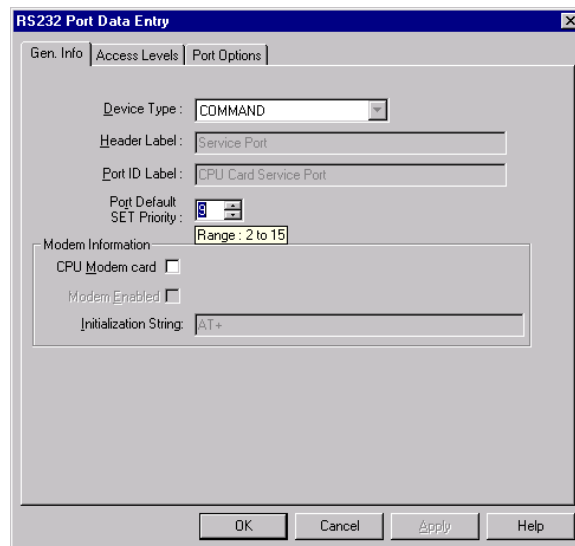 RS232 Port Data Entry
Gen. Info Access Levels Port Options
Device Type : COMMAND
Header Label : Service Port
Port ID Label : CPU Card Service Port
Port Default
SET Priority : 9
Range : 2 to 15
Modem Information
CPU Modem card
Modem Enabled
Initialization String: AT+
OK Cancel Apply Help